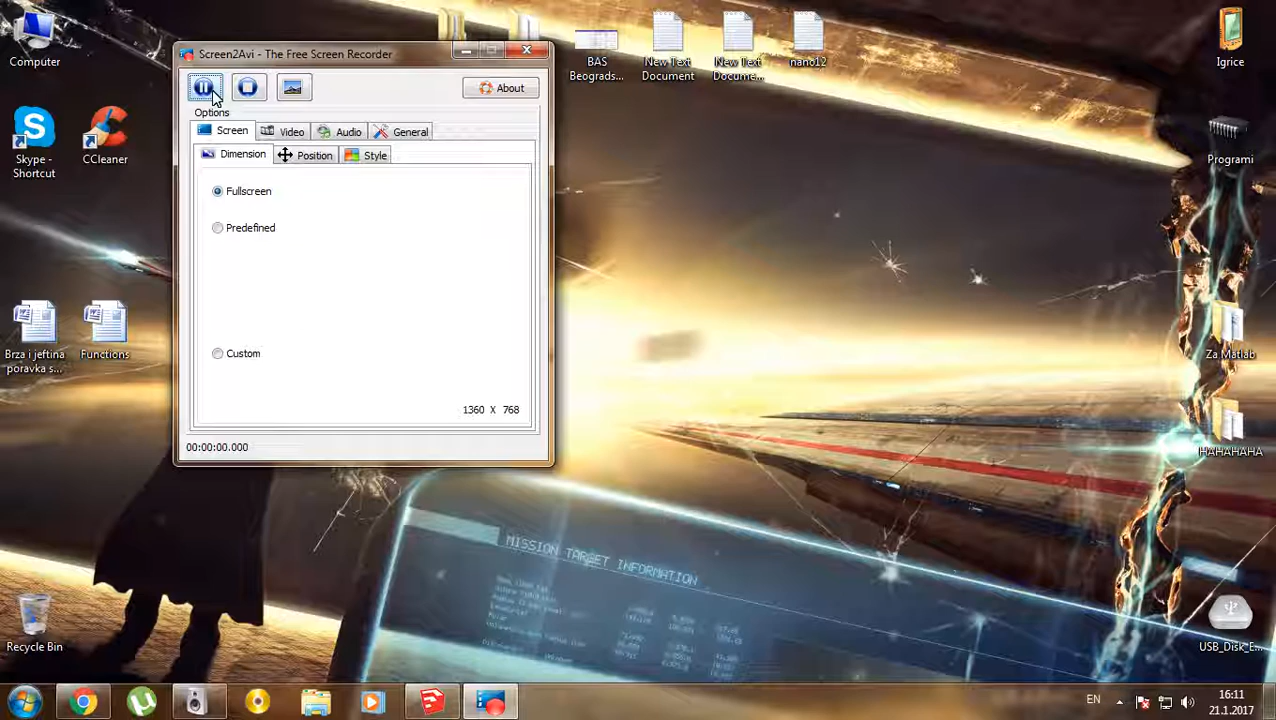 Computer
Skype -
Shortcut
CCleaner
Brza i jeftina
poravka s...
Functions
Recycle Bin
Screen2Avi - The Free Screen Recorder
About
Options
Screen
Video
Audio
General
Dimension
Position
Style
Fullscreen
Predefined
Custom
1360 X 768
00:00:00.000
BAS
Beograds...
New Text
Document
New Text
Docume...
nano12
Igrice
Programi
Za Matlab
HAHAHAHA
USB_Disk_E...
MISSION TARGET INFORMATION
EN
16:11
21.1.2017